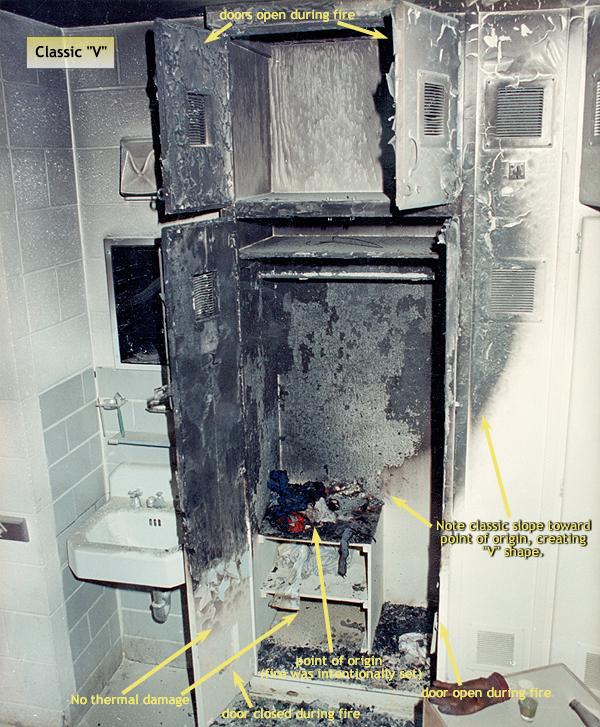 doors open during fire
Classic "V"
Note classic slope toward
point of origin, creating
"V" shape.
point of origin
(fire was intentionally set)
No thermal damage
door open during fire
door closed during fire